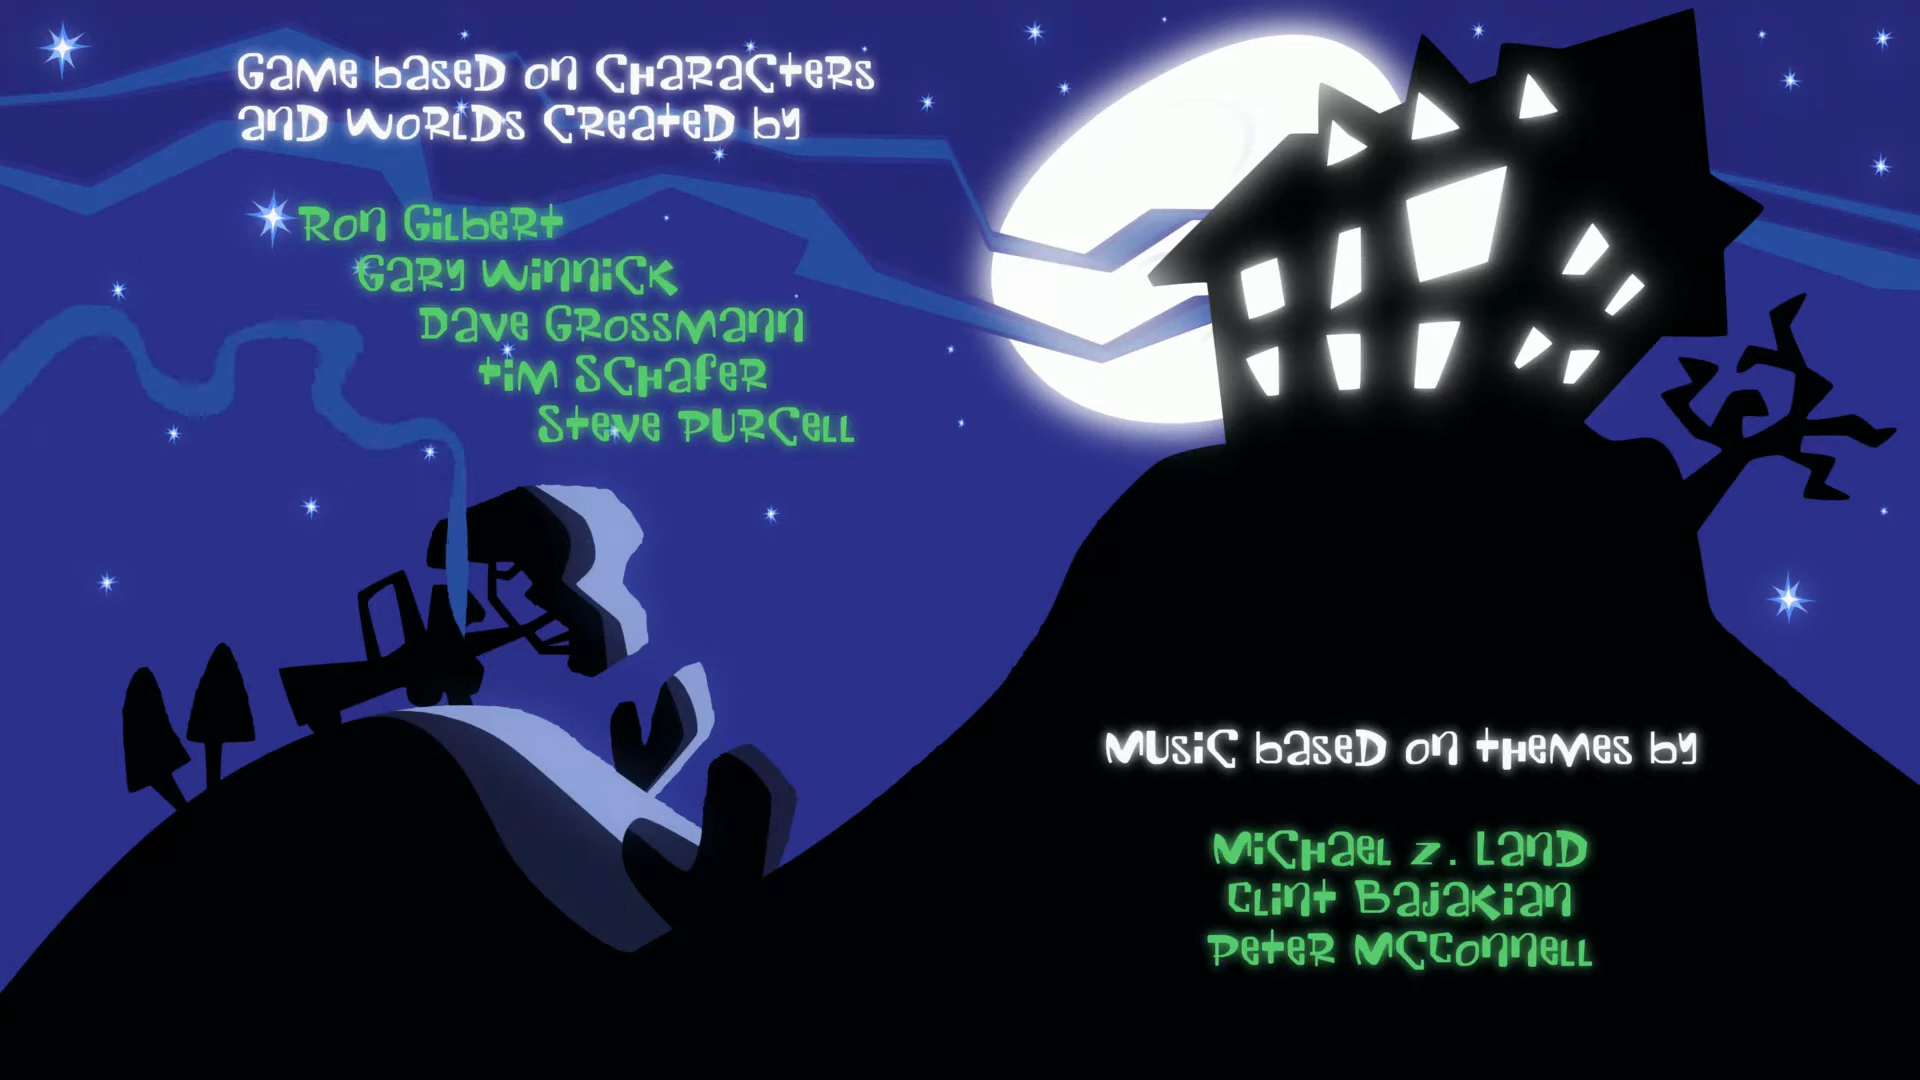 Game based on Characters
and Worlds Created by
Ron Gilbert
Gary Winnick
Dave Grossmann
Tim Schafer
Steve Purcell
Music based on themes by
Michael Z. Land
Clint Bajakian
Peter McConnell